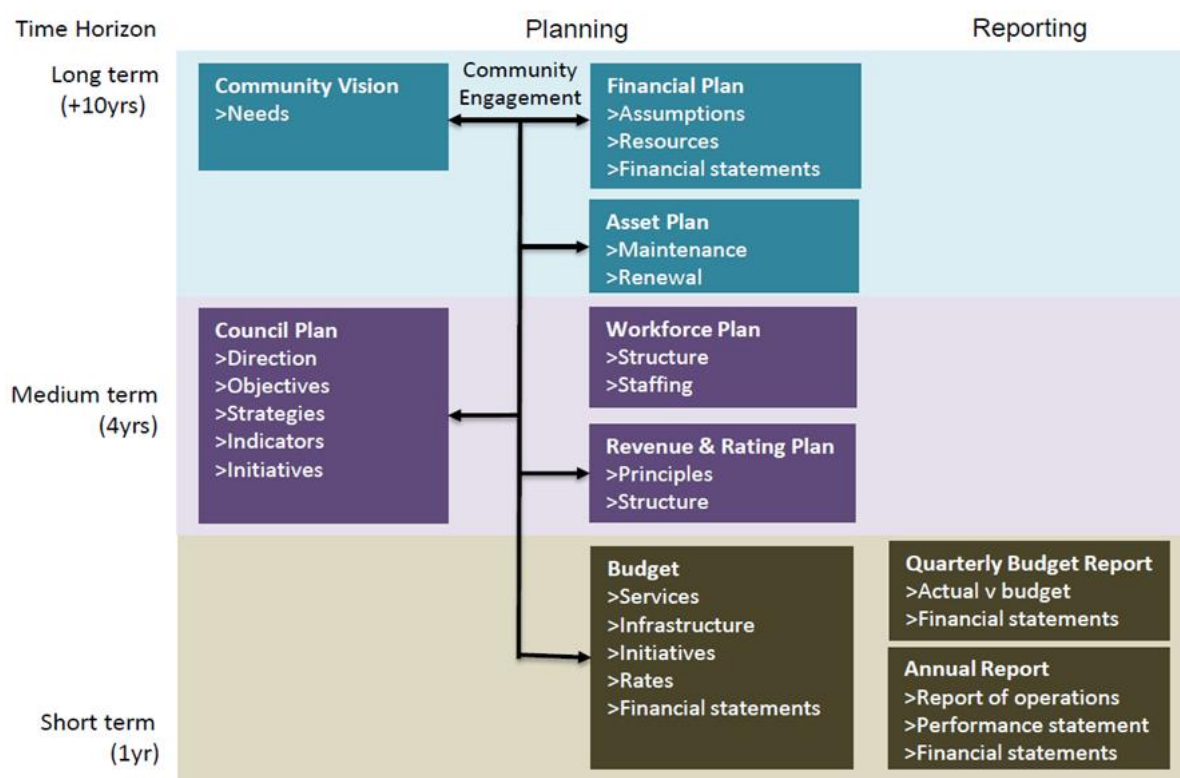 Time Horizon
Planning
Reporting
Long term
(+10yrs)
Community Vision
>Needs
Community
Engagement
Financial Plan
>Assumptions
>Resources
>Financial statements
Asset Plan
>Maintenance
>Renewal
Medium term
(4yrs)
Council Plan
>Direction
>Objectives
>Strategies
>Indicators
>Initiatives
Workforce Plan
>Structure
>Staffing
Revenue & Rating Plan
>Principles
>Structure
Short term
(1yr)
Budget
>Services
>Infrastructure
>Initiatives
>Rates
>Financial statements
Quarterly Budget Report
>Actual v budget
>Financial statements
Annual Report
>Report of operations
>Performance statement
>Financial statements